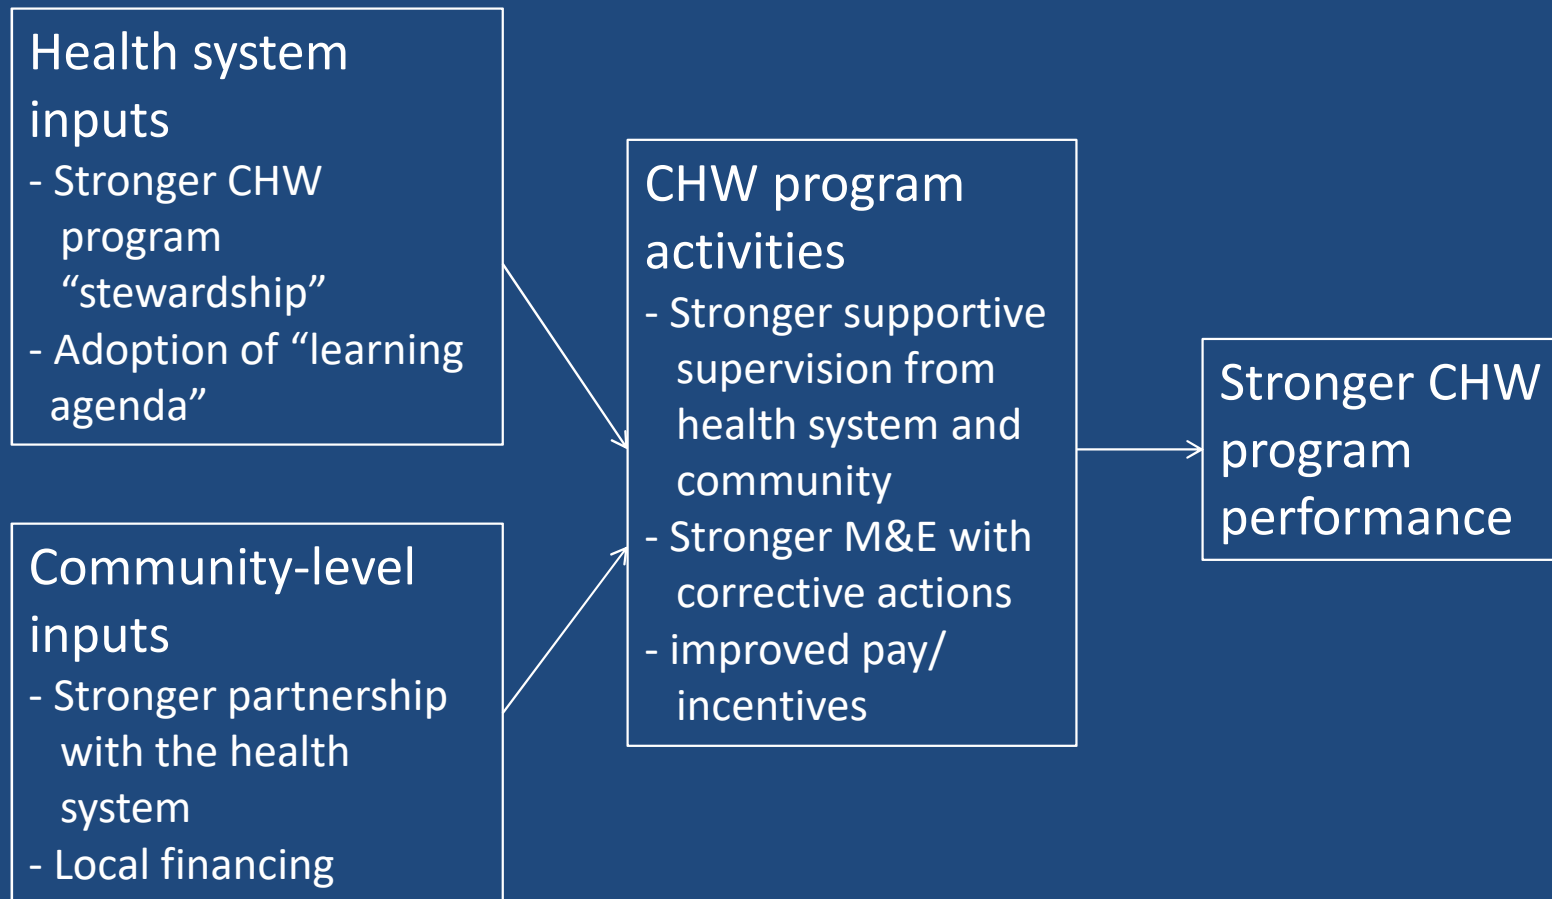 Health system
inputs
- Stronger CHW
program
“stewardship”
- Adoption of “learning
agenda”
Community-level
inputs
- Stronger partnership
with the health
system
- Local financing
CHW program
activities
- Stronger supportive
supervision from
health system and
community
- Stronger M&E with
corrective actions
- improved pay/
incentives
Stronger CHW
program
performance